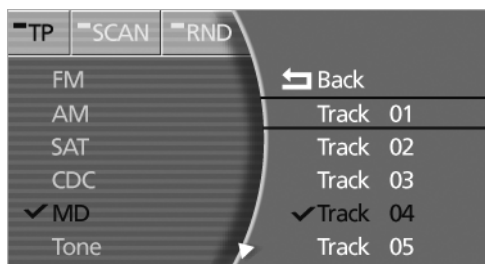 TP SCAN RND
FM
AM
SAT
CDC
MD
Tone
Back
Track 01
Track 02
Track 03
Track 04
Track 05